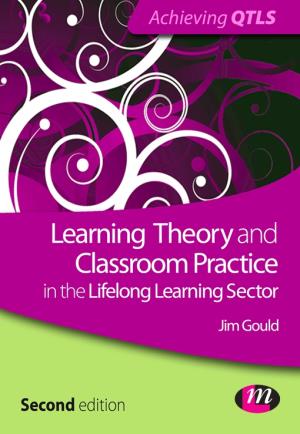 Achieving QTLS
Learning Theory and
Classroom Practice
in the Lifelong Learning Sector
Jim Gould
Second edition